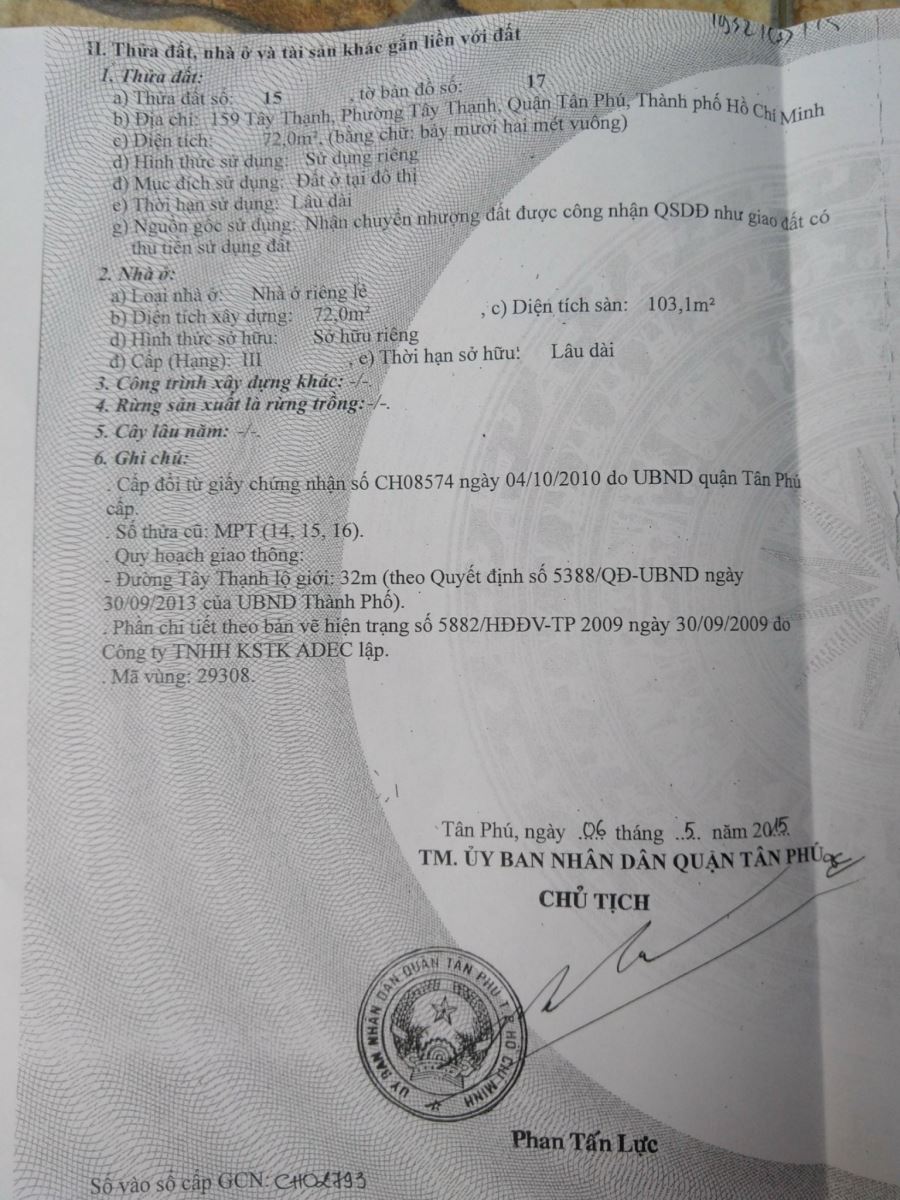 II. Thửa đất, nhà ở và tài sản khác gắn liền với đất
1. Thửa đất:
a) Thửa đất số: 15 , tờ bản đồ số: 17
b) Địa chỉ: 159 Tây Thạnh, Phường Tây Thạnh, Quận Tân Phú, Thành phố Hồ Chí Minh
c) Diện tích: 72,0m², (bằng chữ: bảy mươi hai mét vuông)
d) Hình thức sử dụng: Sử dụng riêng
đ) Mục đích sử dụng: Đất ở tại đô thị
e) Thời hạn sử dụng: Lâu dài
g) Nguồn gốc sử dụng: Nhận chuyển nhượng đất được công nhận QSDĐ như giao đất có
thu tiền sử dụng đất
2. Nhà ở:
a) Loại nhà ở: Nhà ở riêng lẻ
b) Diện tích xây dựng: 72,0m² , c) Diện tích sàn: 103,1m²
d) Hình thức sở hữu: Sở hữu riêng
đ) Cấp (Hạng): III , e) Thời hạn sở hữu: Lâu dài
3. Công trình xây dựng khác: -/-.
4. Rừng sản xuất là rừng trồng: -/-.
5. Cây lâu năm: -/-.
6. Ghi chú:
. Cấp đổi từ giấy chứng nhận số CH08574 ngày 04/10/2010 do UBND quận Tân Phú
cấp.
. Số thửa cũ: MPT (14, 15, 16).
. Quy hoạch giao thông:
- Đường Tây Thạnh lộ giới: 32m (theo Quyết định số 5388/QĐ-UBND ngày
30/09/2013 của UBND Thành Phố).
. Phần chi tiết theo bản vẽ hiện trạng số 5882/HĐĐV-TP 2009 ngày 30/09/2009 do
Công ty TNHH KSTK ADEC lập.
. Mã vùng: 29308.
Tân Phú, ngày 06 tháng 5 năm 2015
TM. ỦY BAN NHÂN DÂN QUẬN TÂN PHÚ
CHỦ TỊCH
ỦY BAN NHÂN DÂN QUẬN TÂN PHÚ T.P HỒ CHÍ MINH
Phan Tấn Lực
Số vào sổ cấp GCN: